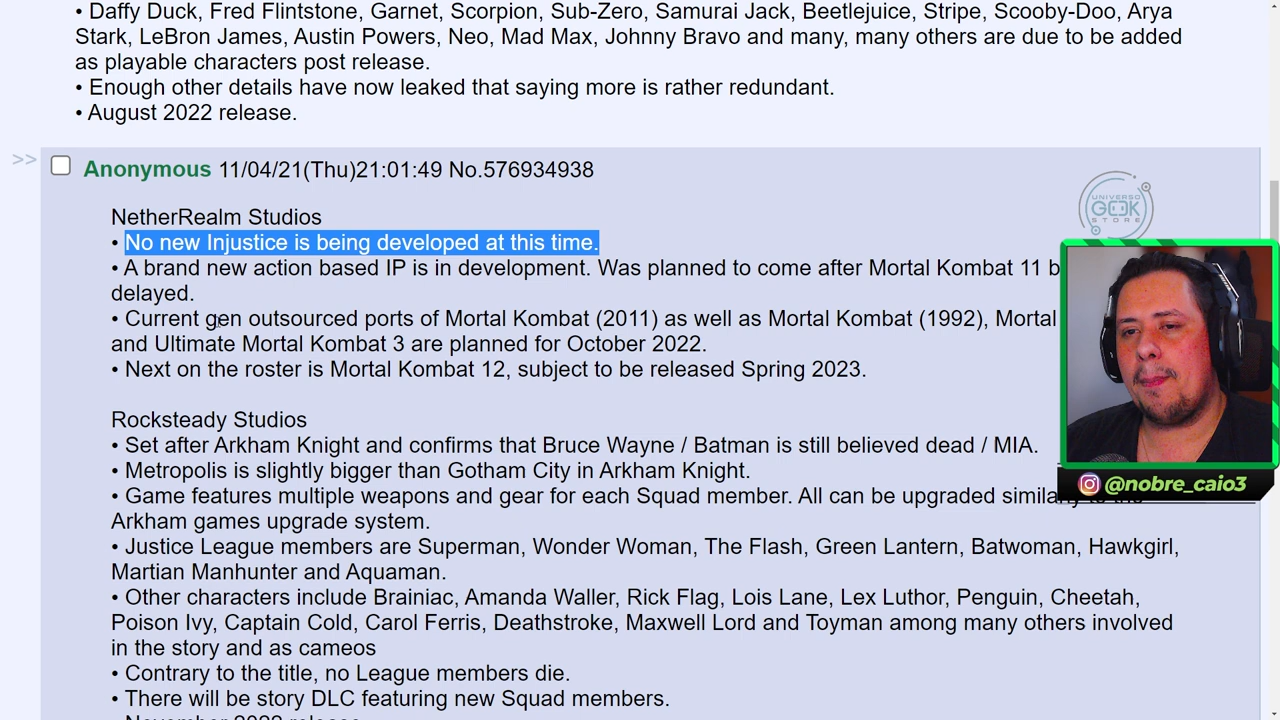 • Daffy Duck, Fred Flintstone, Garnet, Scorpion, Sub-Zero, Samurai Jack, Beetlejuice, Stripe, Scooby-Doo, Arya
Stark, LeBron James, Austin Powers, Neo, Mad Max, Johnny Bravo and many, many others are due to be added
as playable characters post release.
• Enough other details have now leaked that saying more is rather redundant.
• August 2022 release.
>> Anonymous 11/04/21(Thu)21:01:49 No.576934938
UNIVERSO
GEEK
STORE
NetherRealm Studios
• No new Injustice is being developed at this time.
• A brand new action based IP is in development. Was planned to come after Mortal Kombat 11 b
delayed.
• Current gen outsourced ports of Mortal Kombat (2011) as well as Mortal Kombat (1992), Mortal
and Ultimate Mortal Kombat 3 are planned for October 2022.
• Next on the roster is Mortal Kombat 12, subject to be released Spring 2023.
Rocksteady Studios
• Set after Arkham Knight and confirms that Bruce Wayne / Batman is still believed dead / MIA.
• Metropolis is slightly bigger than Gotham City in Arkham Knight.
@nobre_caio3
• Game features multiple weapons and gear for each Squad member. All can be upgraded similarly to the
Arkham games upgrade system.
• Justice League members are Superman, Wonder Woman, The Flash, Green Lantern, Batwoman, Hawkgirl,
Martian Manhunter and Aquaman.
• Other characters include Brainiac, Amanda Waller, Rick Flag, Lois Lane, Lex Luthor, Penguin, Cheetah,
Poison Ivy, Captain Cold, Carol Ferris, Deathstroke, Maxwell Lord and Toyman among many others involved
in the story and as cameos
• Contrary to the title, no League members die.
• There will be story DLC featuring new Squad members.
• November 2022 release